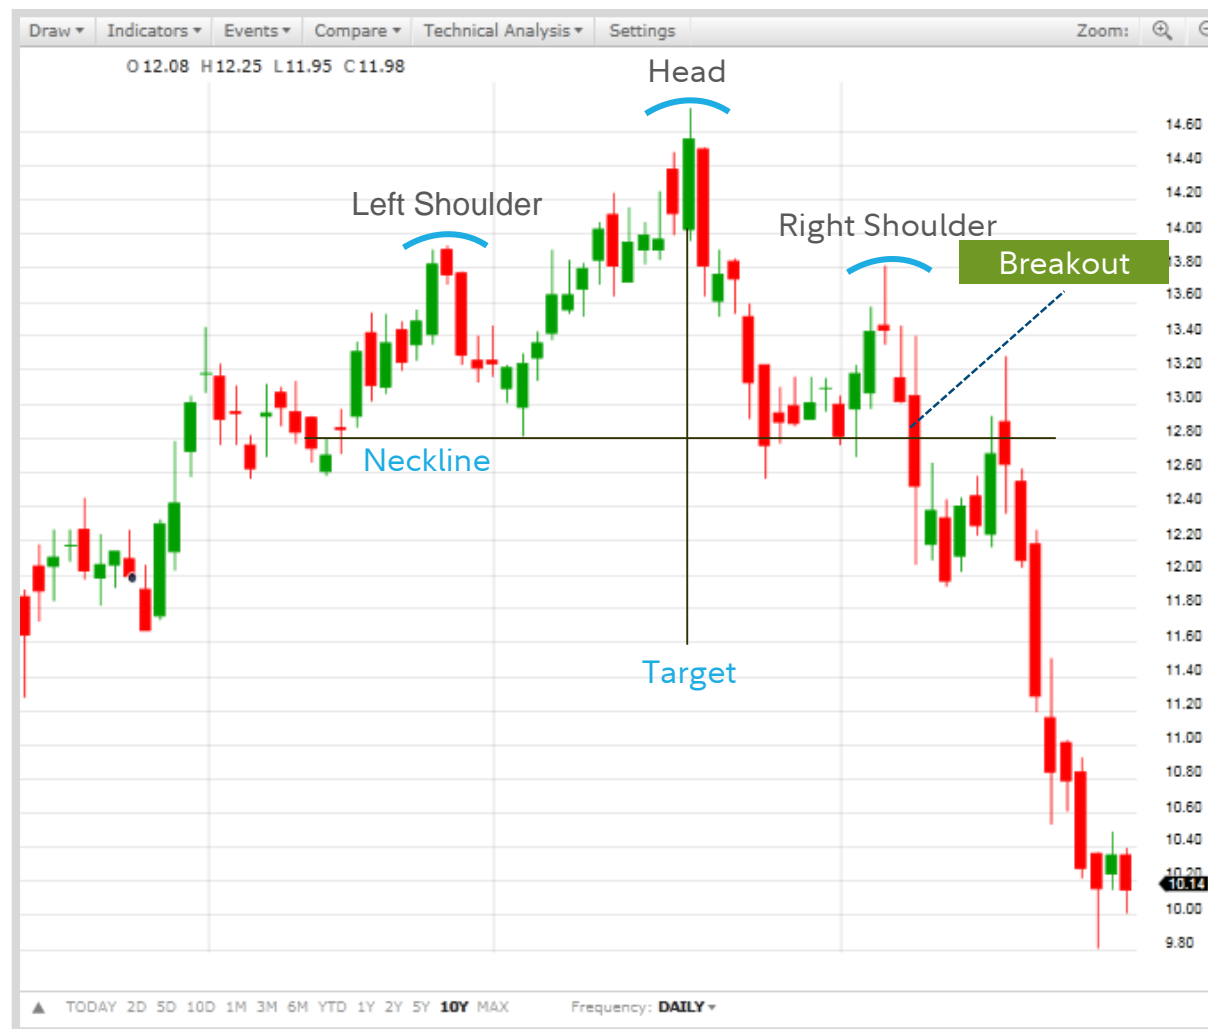 Draw Indicators Events Compare Technical Analysis Settings Zoom:
O 12.08 H 12.25 L 11.95 C 11.98
Head
14.60
14.40
Left Shoulder
14.20
Right Shoulder
14.00
Breakout
13.80
13.60
13.40
13.20
13.00
12.80
Neckline
12.60
12.40
12.20
12.00
11.80
11.60
Target
11.40
11.20
11.00
10.80
10.60
10.40
10.20
10.14
10.00
9.80
TODAY 2D 5D 10D 1M 3M 6M YTD 1Y 2Y 5Y 10Y MAX Frequency: DAILY